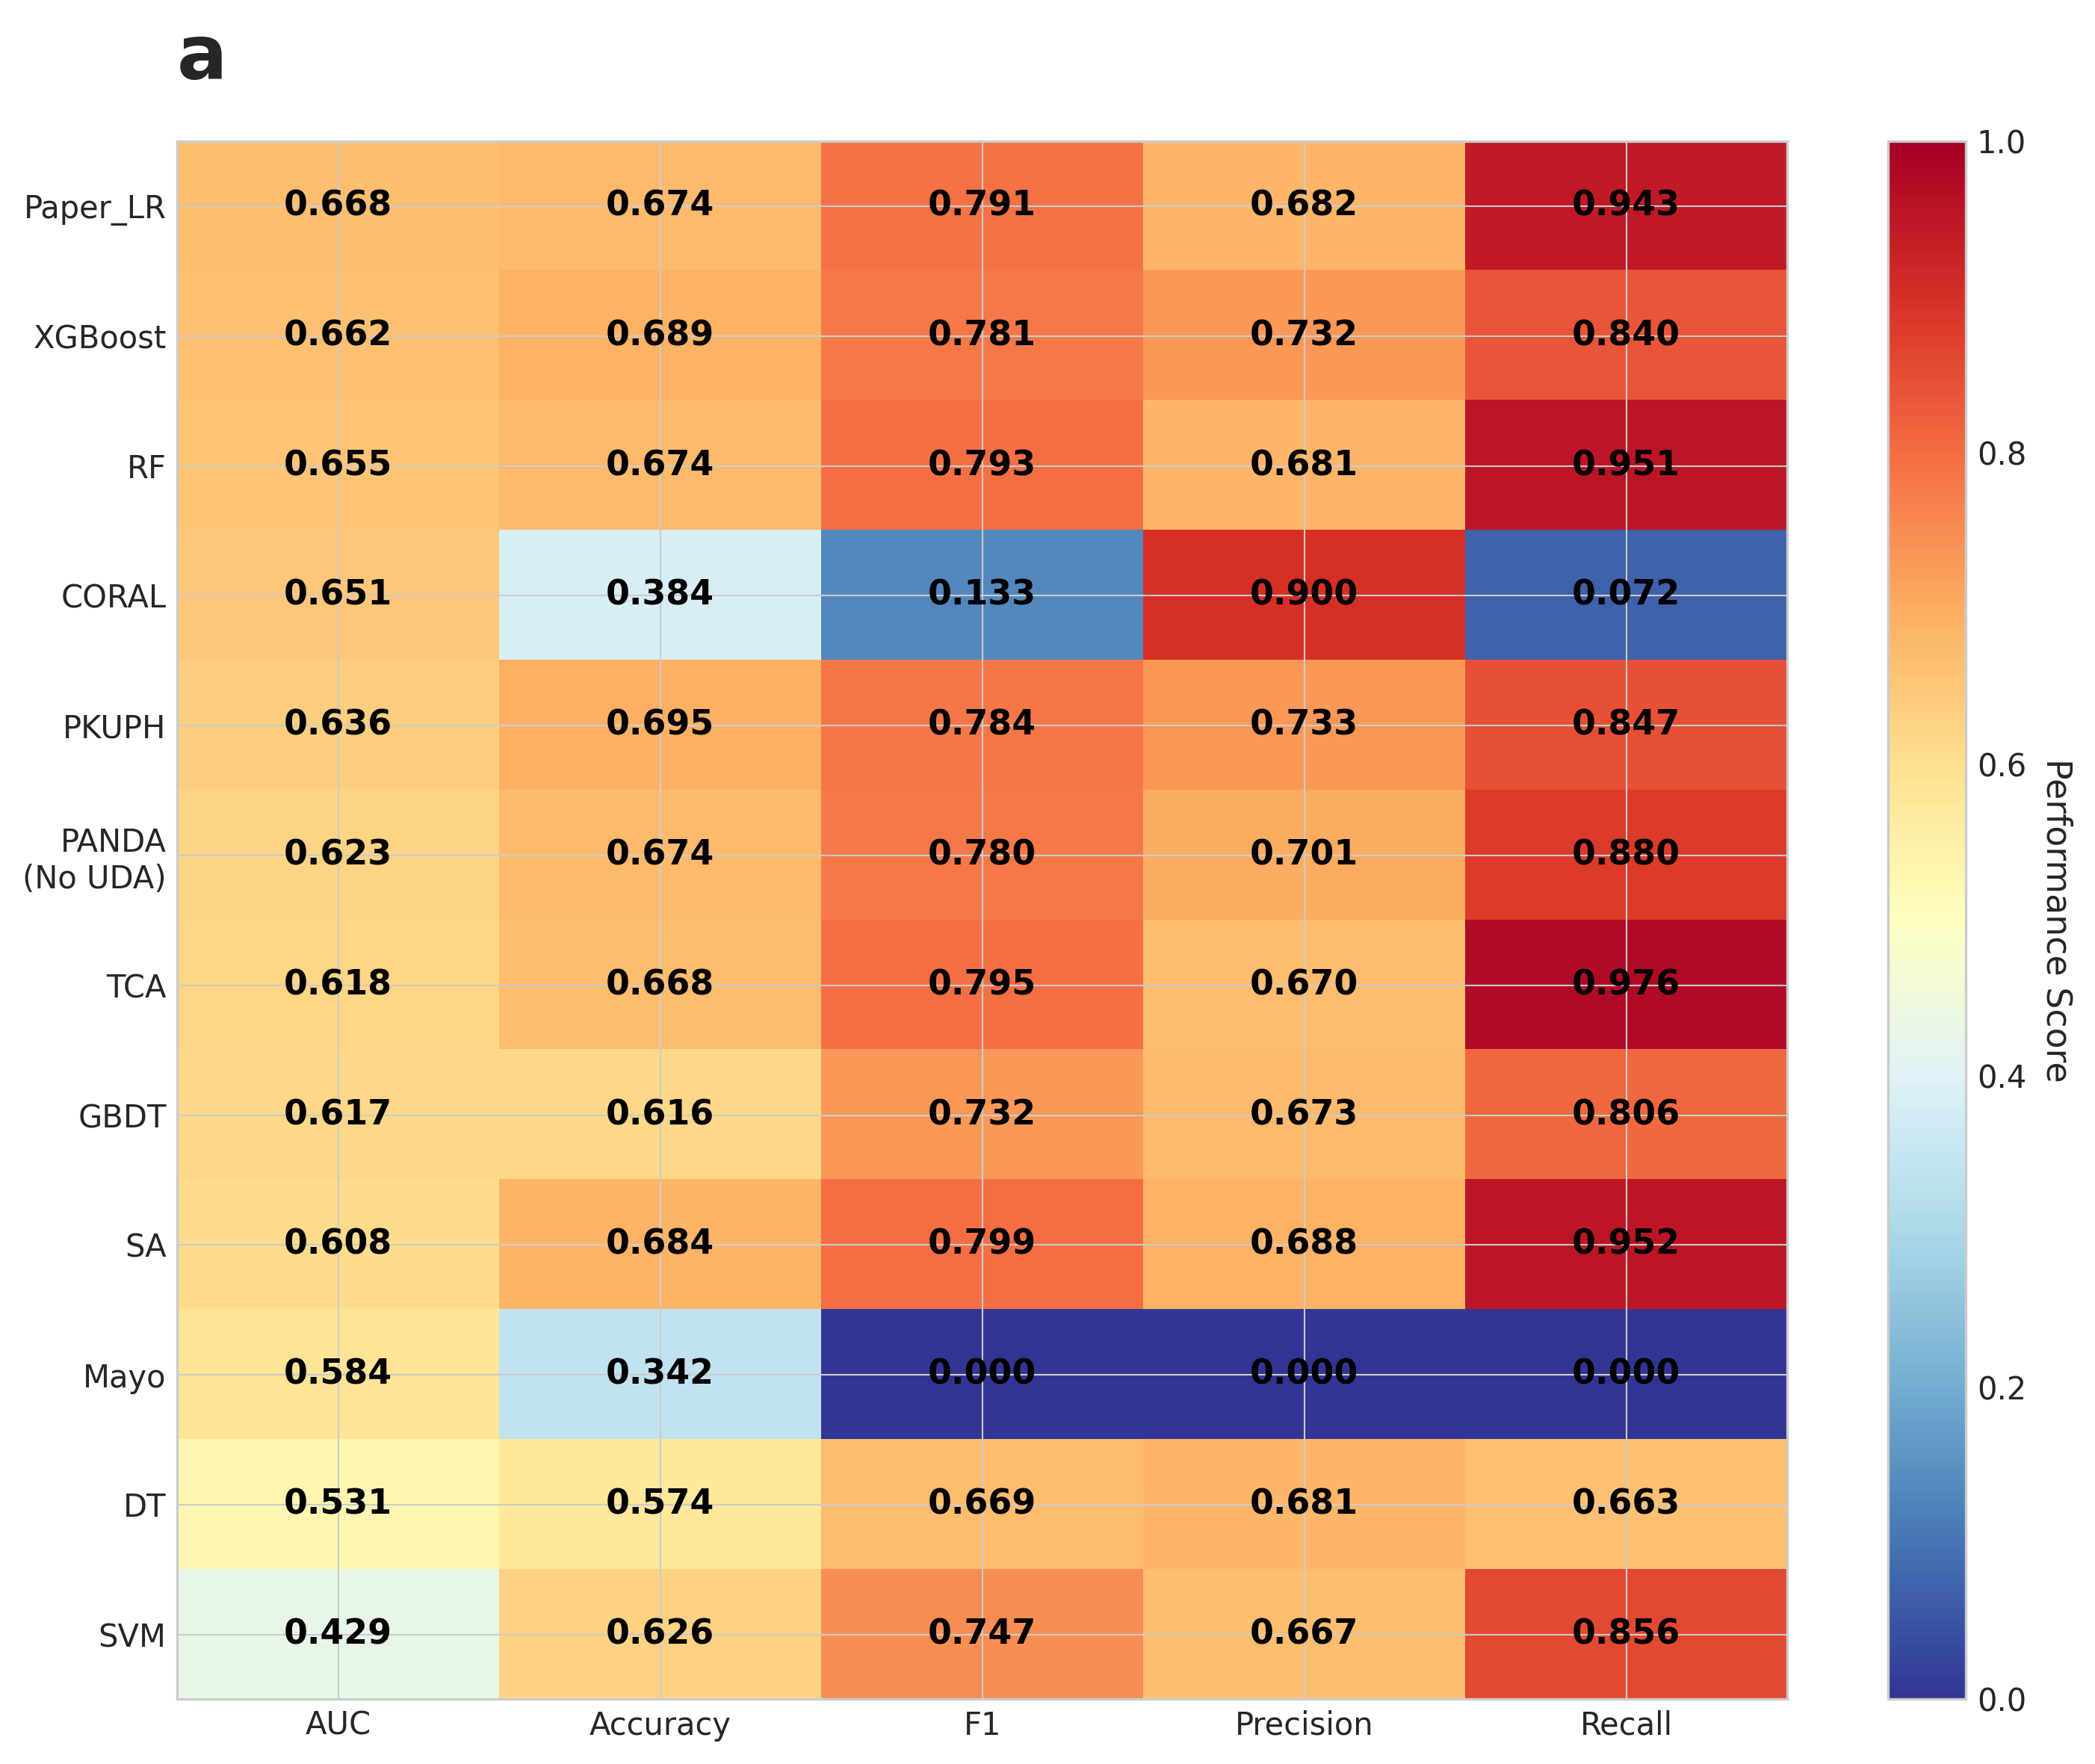 a
Paper_LR 0.668 0.674 0.791 0.682 0.943
XGBoost 0.662 0.689 0.781 0.732 0.840
RF 0.655 0.674 0.793 0.681 0.951
CORAL 0.651 0.384 0.133 0.900 0.072
PKUPH 0.636 0.695 0.784 0.733 0.847
PANDA
(No UDA) 0.623 0.674 0.780 0.701 0.880
TCA 0.618 0.668 0.795 0.670 0.976
GBDT 0.617 0.616 0.732 0.673 0.806
SA 0.608 0.684 0.799 0.688 0.952
Mayo 0.584 0.342 0.000 0.000 0.000
DT 0.531 0.574 0.669 0.681 0.663
SVM 0.429 0.626 0.747 0.667 0.856
AUC Accuracy F1 Precision Recall
1.0
0.8
0.6
0.4
0.2
0.0
Performance Score